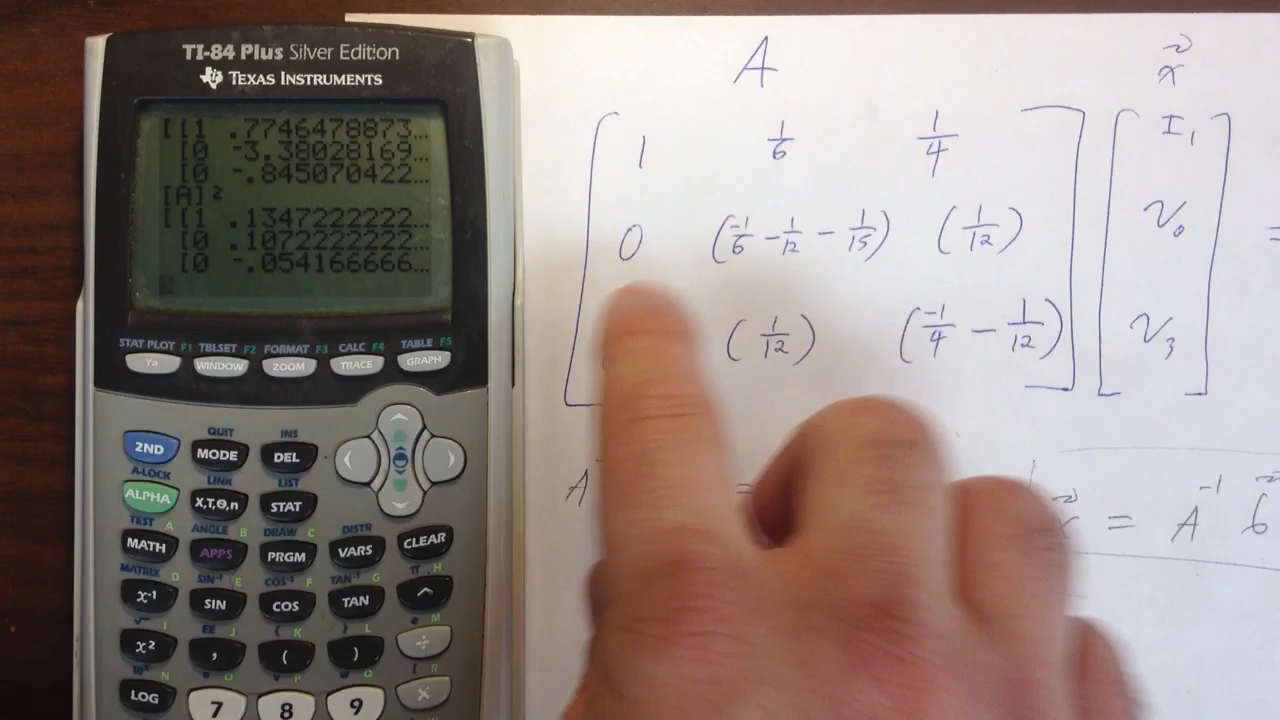 TI-84 Plus Silver Edition
TEXAS INSTRUMENTS
[[1 .7746478873…
[0 -3.38028169…
[0 -.845070422…
[A]²
[[1 .1347222222…
[0 .1072222222…
[0 -.054166666…
STAT PLOT F1 TBLSET F2 FORMAT F3 CALC F4 TABLE F5
Y= WINDOW ZOOM TRACE GRAPH
QUIT INS
2ND MODE DEL
A-LOCK LINK LIST
ALPHA X,T,Θ,n STAT
TEST A ANGLE B DRAW C DISTR
MATH APPS PRGM VARS CLEAR
MATRIX D SIN⁻¹ E COS⁻¹ F TAN⁻¹ G π H
x⁻¹ SIN COS TAN ^
√ I EE J { K } L e M
x² , ( ) ÷
10ˣ N u O v P w Q [ R
LOG 7 8 9 ×
A x⃗
1 1/6 1/4 I₁
0 (-1/6 - 1/12 - 1/15) (1/12) V₀ =
(1/12) (-1/4 - 1/12) V₃
A = x⃗ = A⁻¹ b⃗